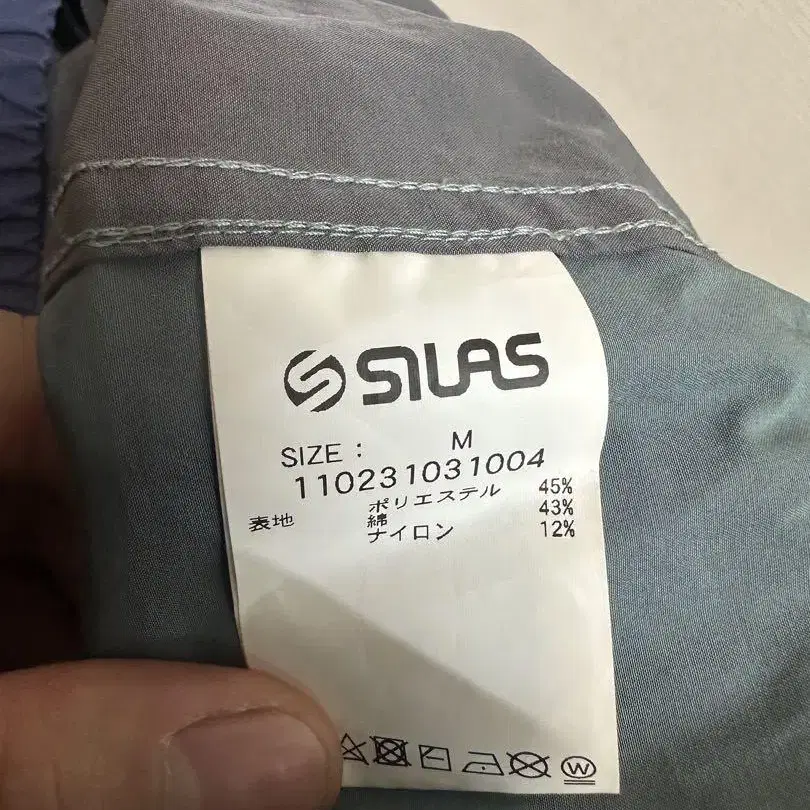 SILAS
SIZE : M
110231031004
表地 ポリエステル 45%
綿 43%
ナイロン 12%
W